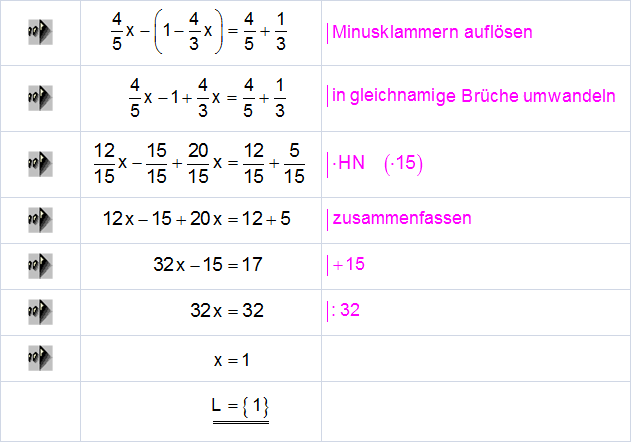 4/5 x − (1 − 4/3 x) = 4/5 + 1/3 | Minusklammern auflösen
4/5 x − 1 + 4/3 x = 4/5 + 1/3 | in gleichnamige Brüche umwandeln
12/15 x − 15/15 + 20/15 x = 12/15 + 5/15 | ·HN (·15)
12x − 15 + 20x = 12 + 5 | zusammenfassen
32x − 15 = 17 | +15
32x = 32 | : 32
x = 1
L = {1}